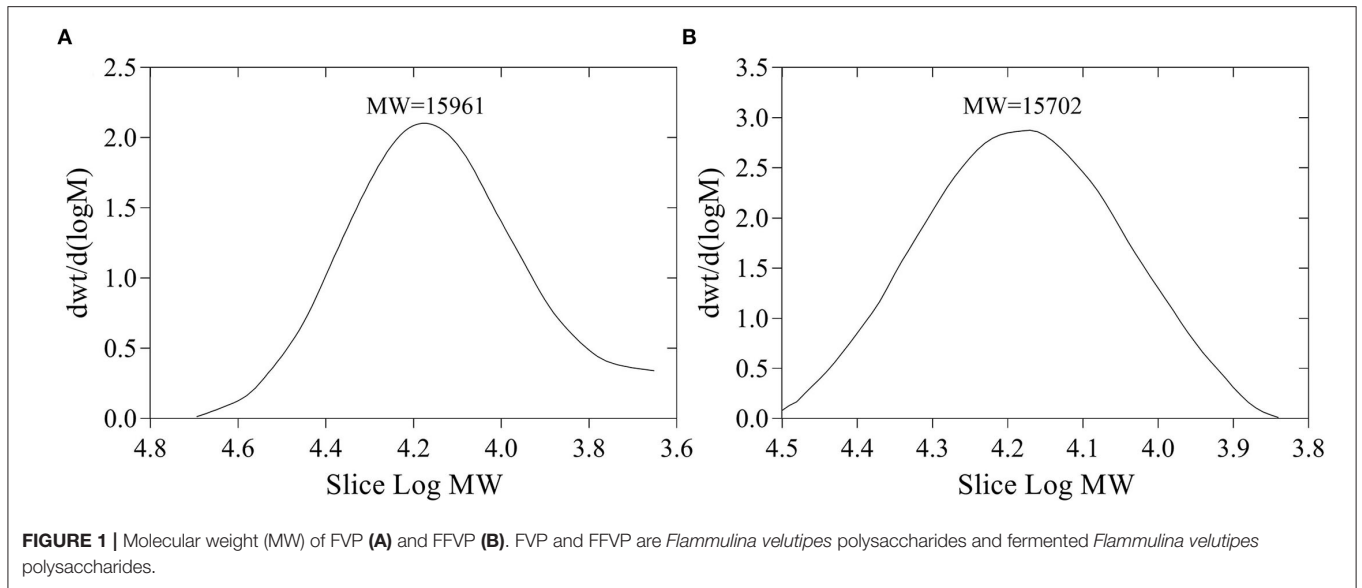 A
MW=15961
2.5
2.0
1.5
1.0
0.5
0.0
dwt/d(logM)
4.8 4.6 4.4 4.2 4.0 3.8 3.6
Slice Log MW
B
MW=15702
3.5
3.0
2.5
2.0
1.5
1.0
0.5
0.0
dwt/d(logM)
4.5 4.4 4.3 4.2 4.1 4.0 3.9 3.8
Slice Log MW
FIGURE 1 | Molecular weight (MW) of FVP (A) and FFVP (B). FVP and FFVP are Flammulina velutipes polysaccharides and fermented Flammulina velutipes
polysaccharides.